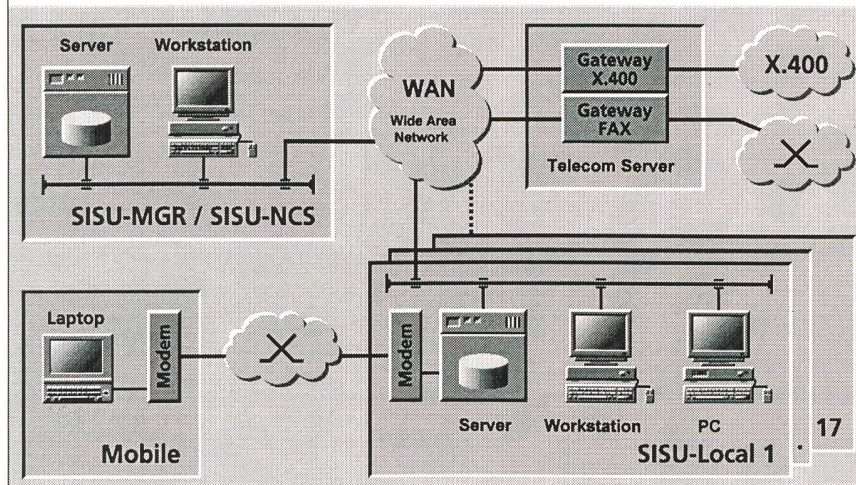 Server
Workstation
SISU-MGR / SISU-NCS
WAN
Wide Area
Network
Gateway
X.400
Gateway
FAX
Telecom Server
X.400
Laptop
Modem
Mobile
Modem
Server
Workstation
PC
SISU-Local 1
.
17